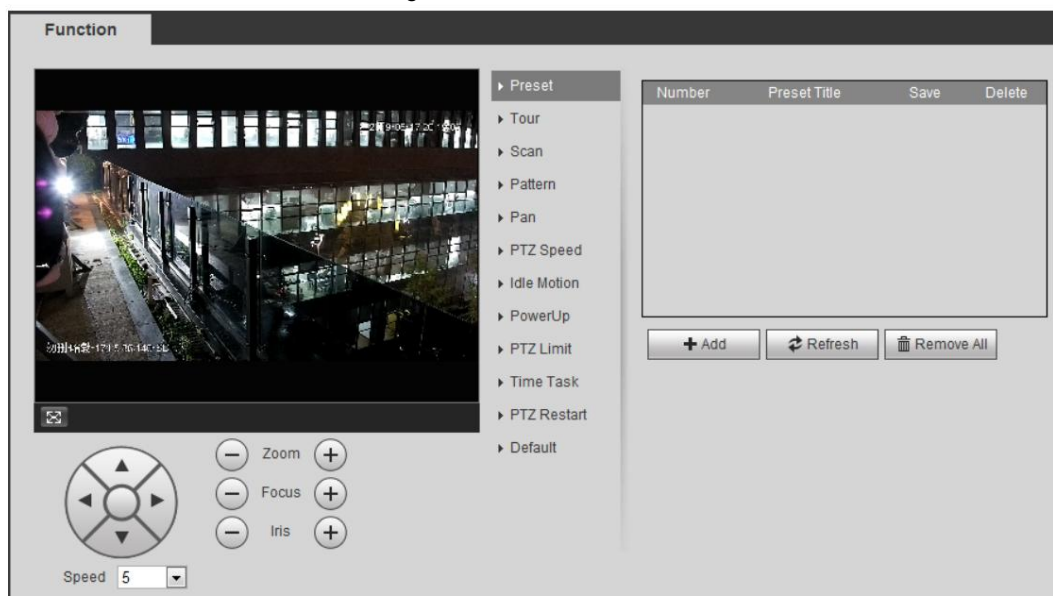 Function
Preset
Tour
Scan
Pattern
Pan
PTZ Speed
Idle Motion
PowerUp
PTZ Limit
Time Task
PTZ Restart
Default
Number Preset Title Save Delete
Add Refresh Remove All
Zoom
Focus
Iris
Speed 5